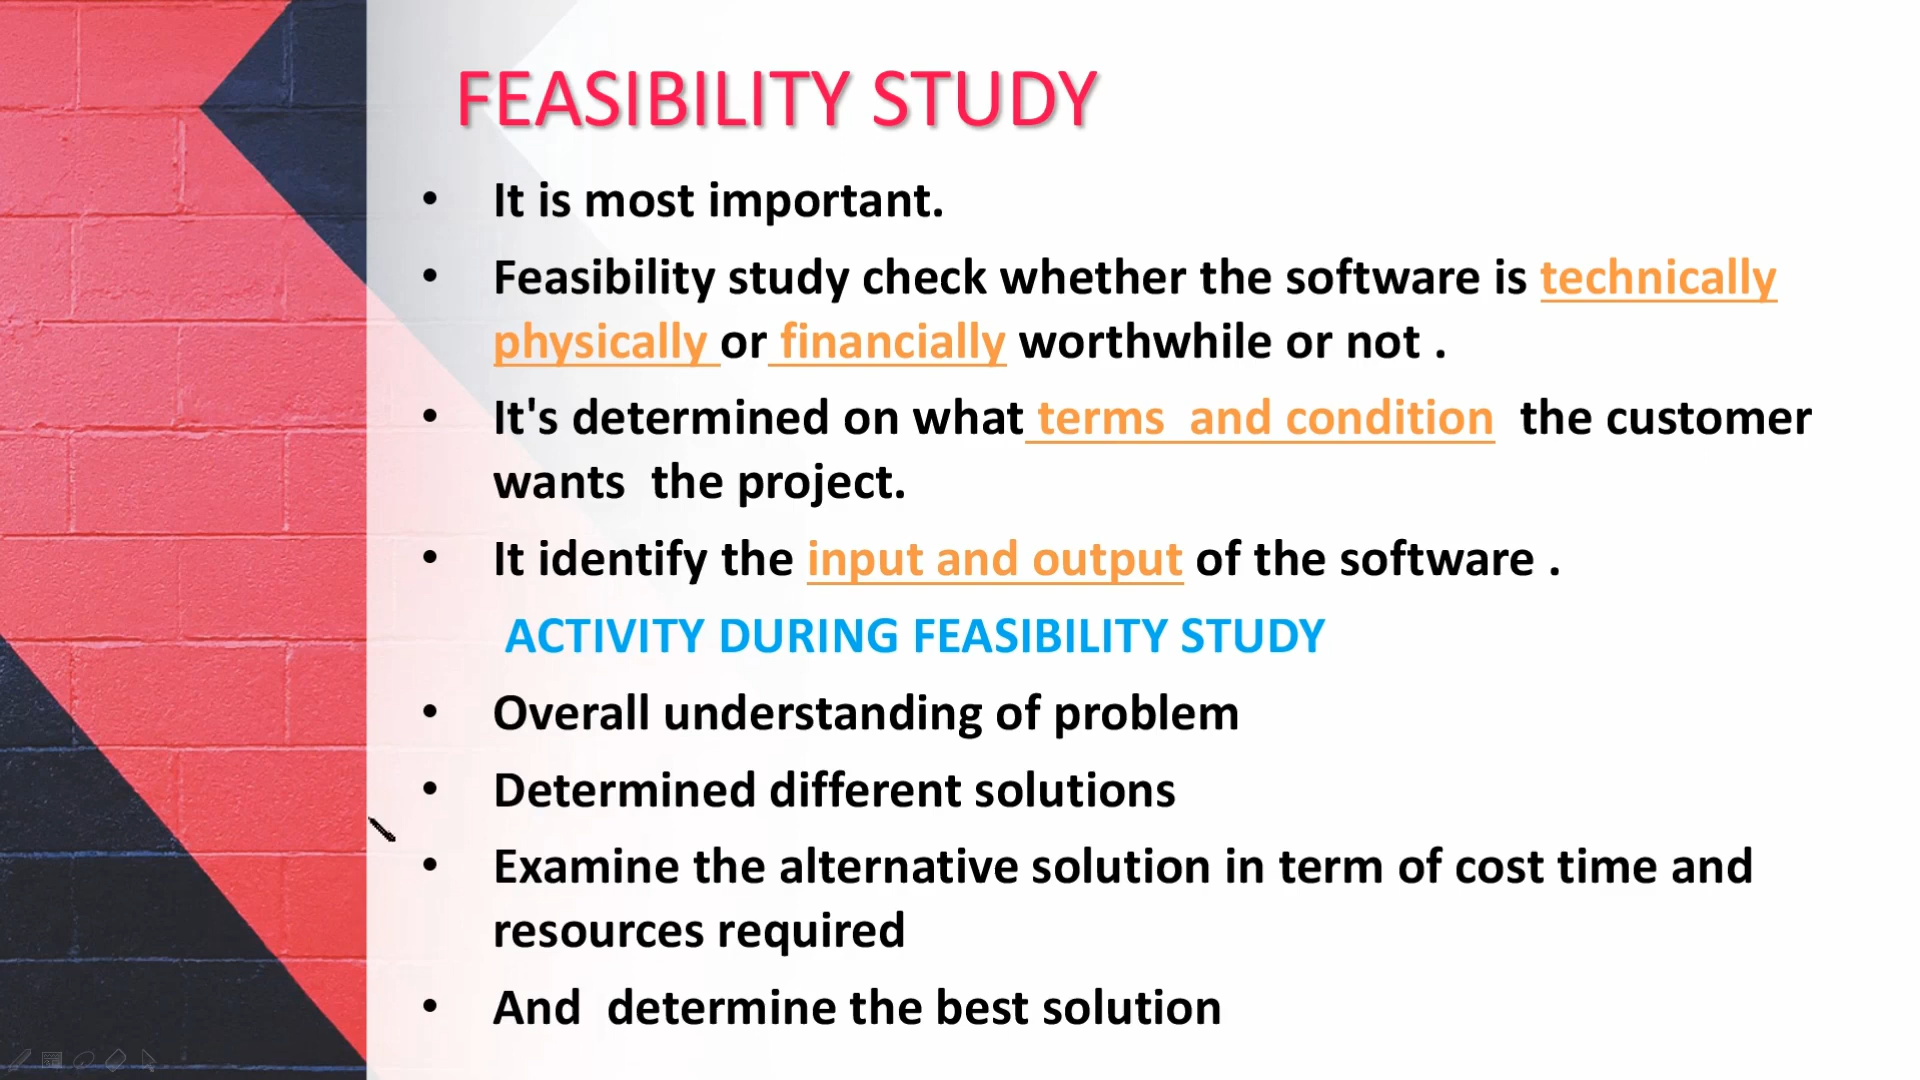 FEASIBILITY STUDY
• It is most important.
• Feasibility study check whether the software is technically
physically or financially worthwhile or not .
• It's determined on what terms  and condition  the customer
wants  the project.
• It identify the input and output of the software .
ACTIVITY DURING FEASIBILITY STUDY
• Overall understanding of problem
• Determined different solutions
• Examine the alternative solution in term of cost time and
resources required
• And  determine the best solution